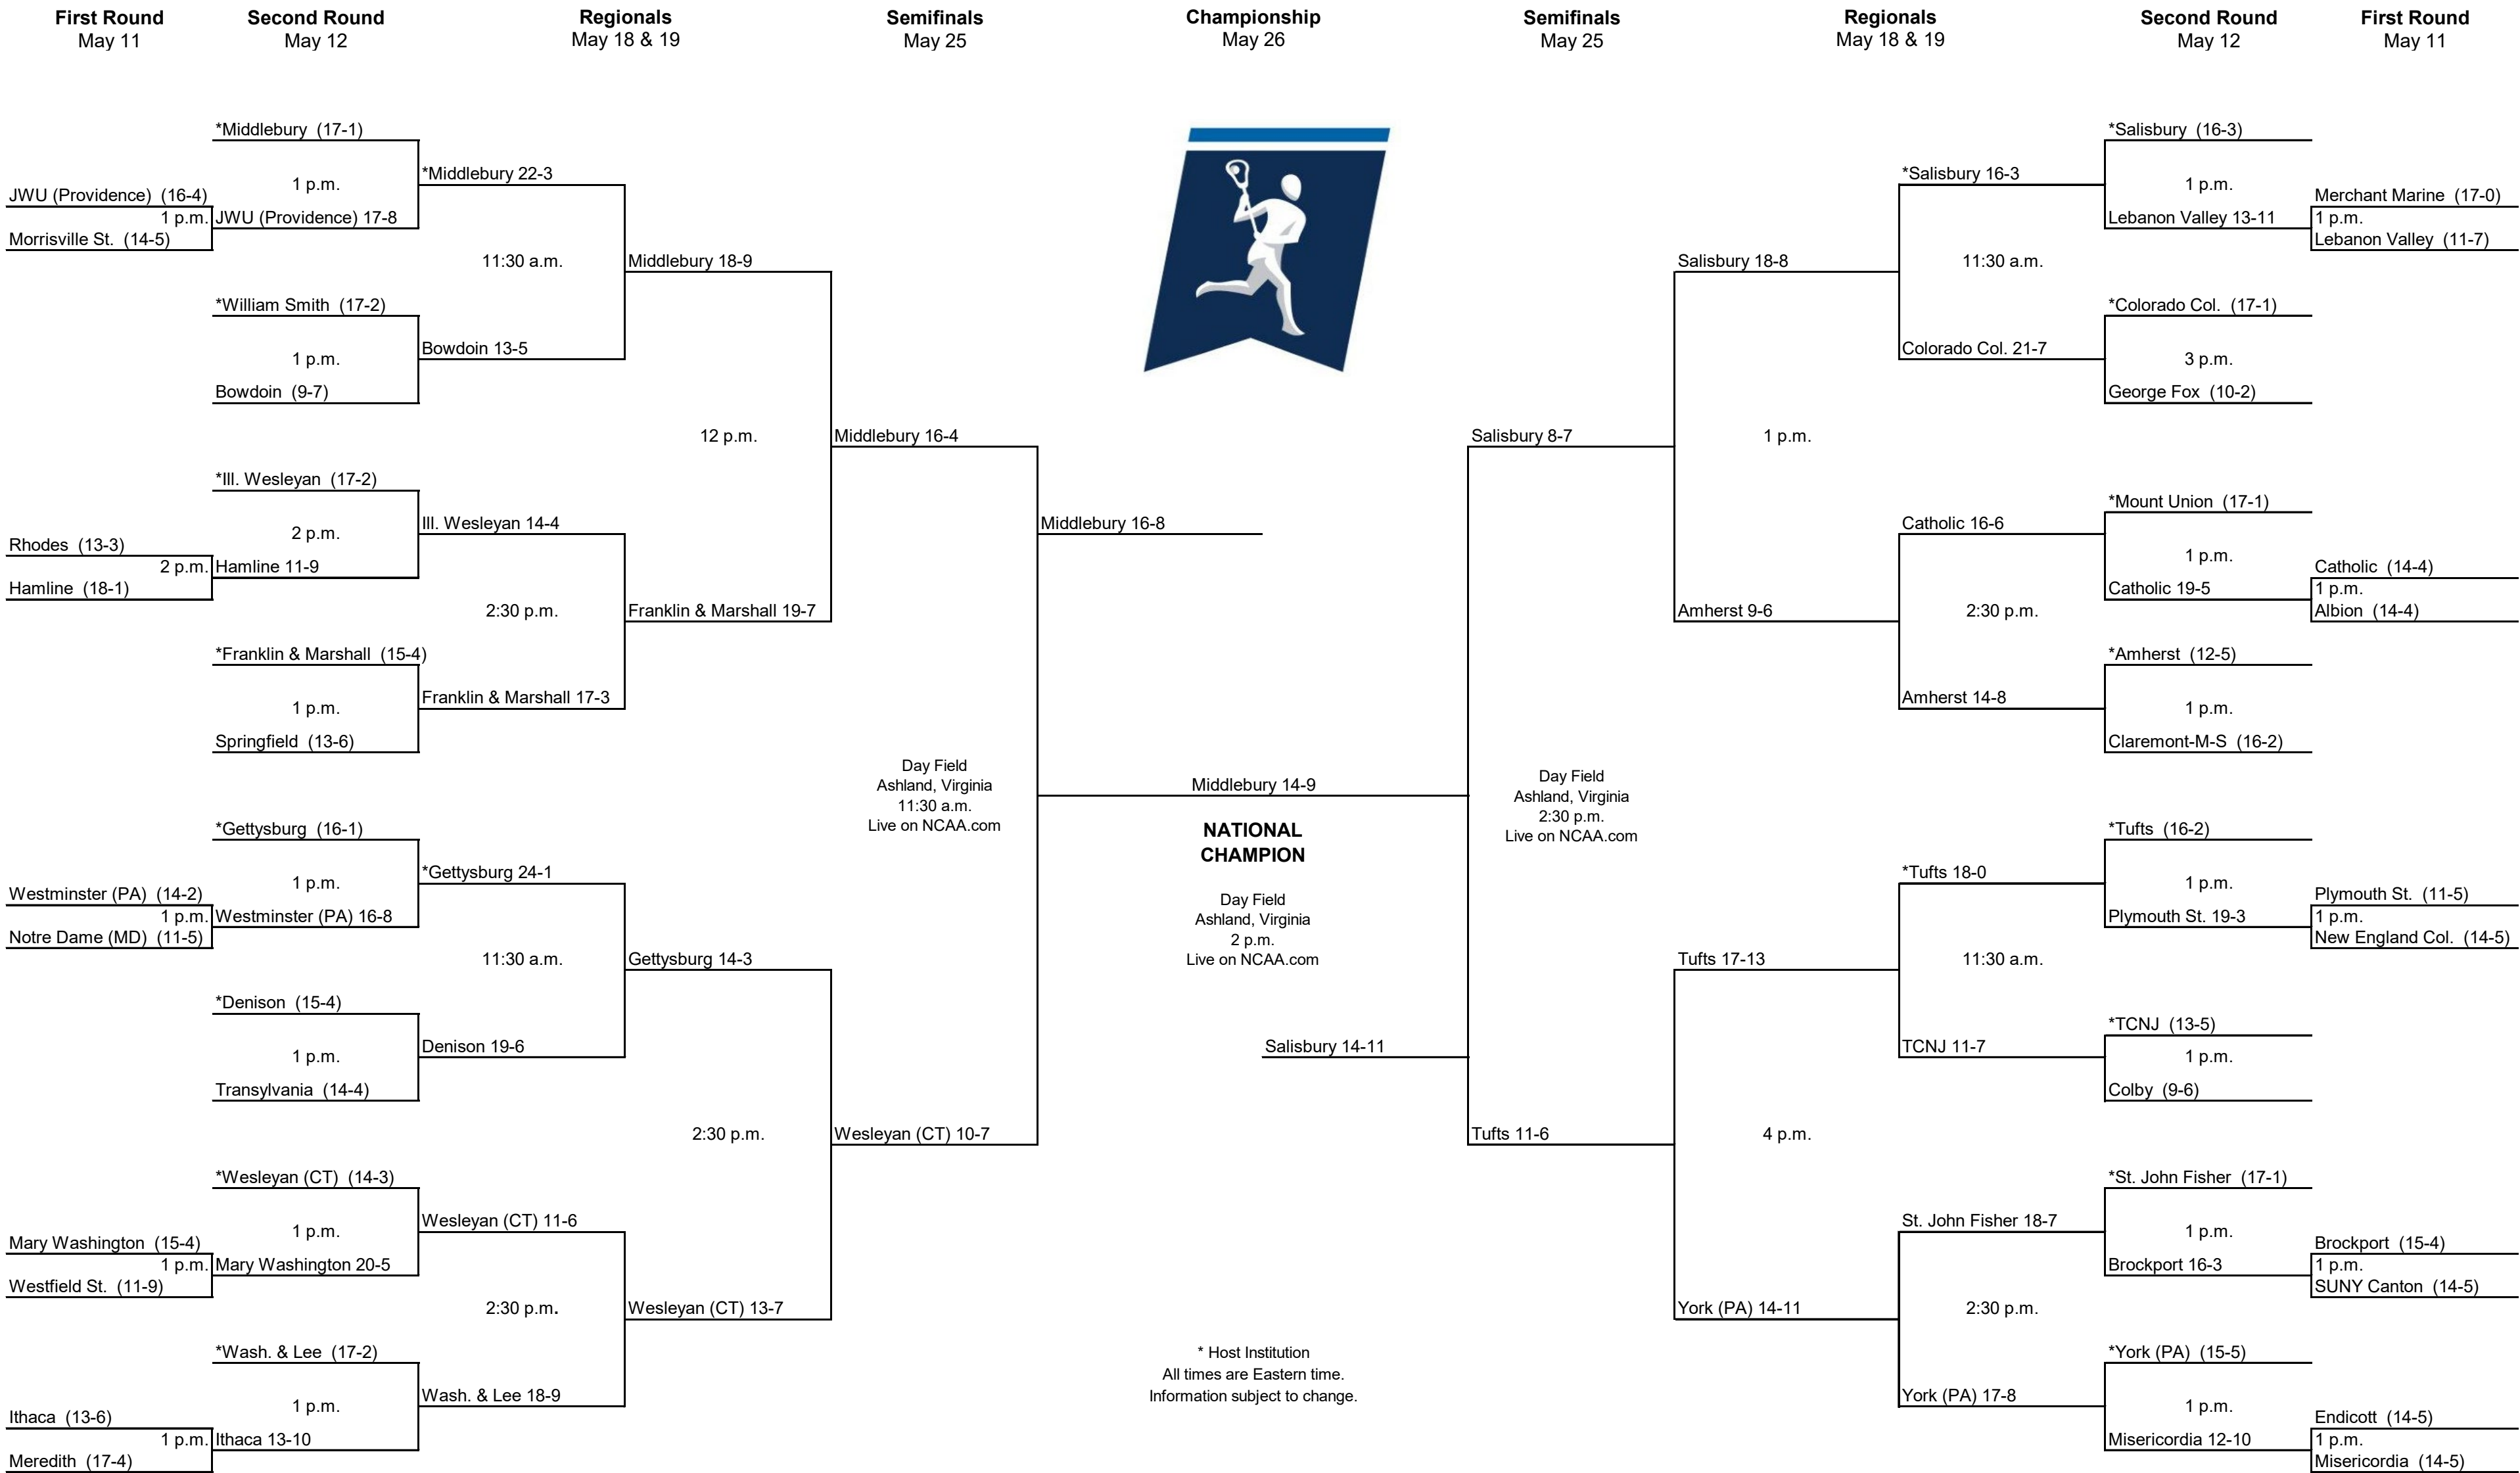 First Round
May 11
Second Round
May 12
Regionals
May 18 & 19
Semifinals
May 25
Championship
May 26
Semifinals
May 25
Regionals
May 18 & 19
Second Round
May 12
First Round
May 11
*Middlebury (17-1)
*Middlebury 22-3
1 p.m.
JWU (Providence) (16-4)
1 p.m.
JWU (Providence) 17-8
Morrisville St. (14-5)
11:30 a.m.
Middlebury 18-9
*William Smith (17-2)
1 p.m.
Bowdoin 13-5
Bowdoin (9-7)
12 p.m.
Middlebury 16-4
*Ill. Wesleyan (17-2)
2 p.m.
Ill. Wesleyan 14-4
Rhodes (13-3)
2 p.m.
Hamline 11-9
Hamline (18-1)
2:30 p.m.
Franklin & Marshall 19-7
*Franklin & Marshall (15-4)
Franklin & Marshall 17-3
1 p.m.
Springfield (13-6)
Middlebury 16-8
Day Field
Ashland, Virginia
11:30 a.m.
Live on NCAA.com
*Gettysburg (16-1)
*Gettysburg 24-1
1 p.m.
Westminster (PA) (14-2)
1 p.m.
Westminster (PA) 16-8
Notre Dame (MD) (11-5)
11:30 a.m.
Gettysburg 14-3
*Denison (15-4)
1 p.m.
Denison 19-6
Transylvania (14-4)
2:30 p.m.
Wesleyan (CT) 10-7
*Wesleyan (CT) (14-3)
Wesleyan (CT) 11-6
1 p.m.
Mary Washington (15-4)
1 p.m.
Mary Washington 20-5
Westfield St. (11-9)
2:30 p.m.
Wesleyan (CT) 13-7
*Wash. & Lee (17-2)
Wash. & Lee 18-9
1 p.m.
Ithaca (13-6)
1 p.m.
Ithaca 13-10
Meredith (17-4)
Middlebury 14-9
NATIONAL
CHAMPION
Day Field
Ashland, Virginia
2 p.m.
Live on NCAA.com
Salisbury 14-11
* Host Institution
All times are Eastern time.
Information subject to change.
*Salisbury (16-3)
*Salisbury 16-3
1 p.m.
Merchant Marine (17-0)
Lebanon Valley 13-11
1 p.m.
Lebanon Valley (11-7)
Salisbury 18-8
11:30 a.m.
*Colorado Col. (17-1)
Colorado Col. 21-7
3 p.m.
George Fox (10-2)
Salisbury 8-7
1 p.m.
*Mount Union (17-1)
Catholic 16-6
1 p.m.
Catholic (14-4)
Catholic 19-5
1 p.m.
Albion (14-4)
Amherst 9-6
2:30 p.m.
*Amherst (12-5)
Amherst 14-8
1 p.m.
Claremont-M-S (16-2)
Day Field
Ashland, Virginia
2:30 p.m.
Live on NCAA.com
*Tufts (16-2)
*Tufts 18-0
1 p.m.
Plymouth St. (11-5)
Plymouth St. 19-3
1 p.m.
New England Col. (14-5)
Tufts 17-13
11:30 a.m.
*TCNJ (13-5)
TCNJ 11-7
1 p.m.
Colby (9-6)
Tufts 11-6
4 p.m.
*St. John Fisher (17-1)
St. John Fisher 18-7
1 p.m.
Brockport (15-4)
Brockport 16-3
1 p.m.
SUNY Canton (14-5)
York (PA) 14-11
2:30 p.m.
*York (PA) (15-5)
York (PA) 17-8
1 p.m.
Endicott (14-5)
Misericordia 12-10
1 p.m.
Misericordia (14-5)